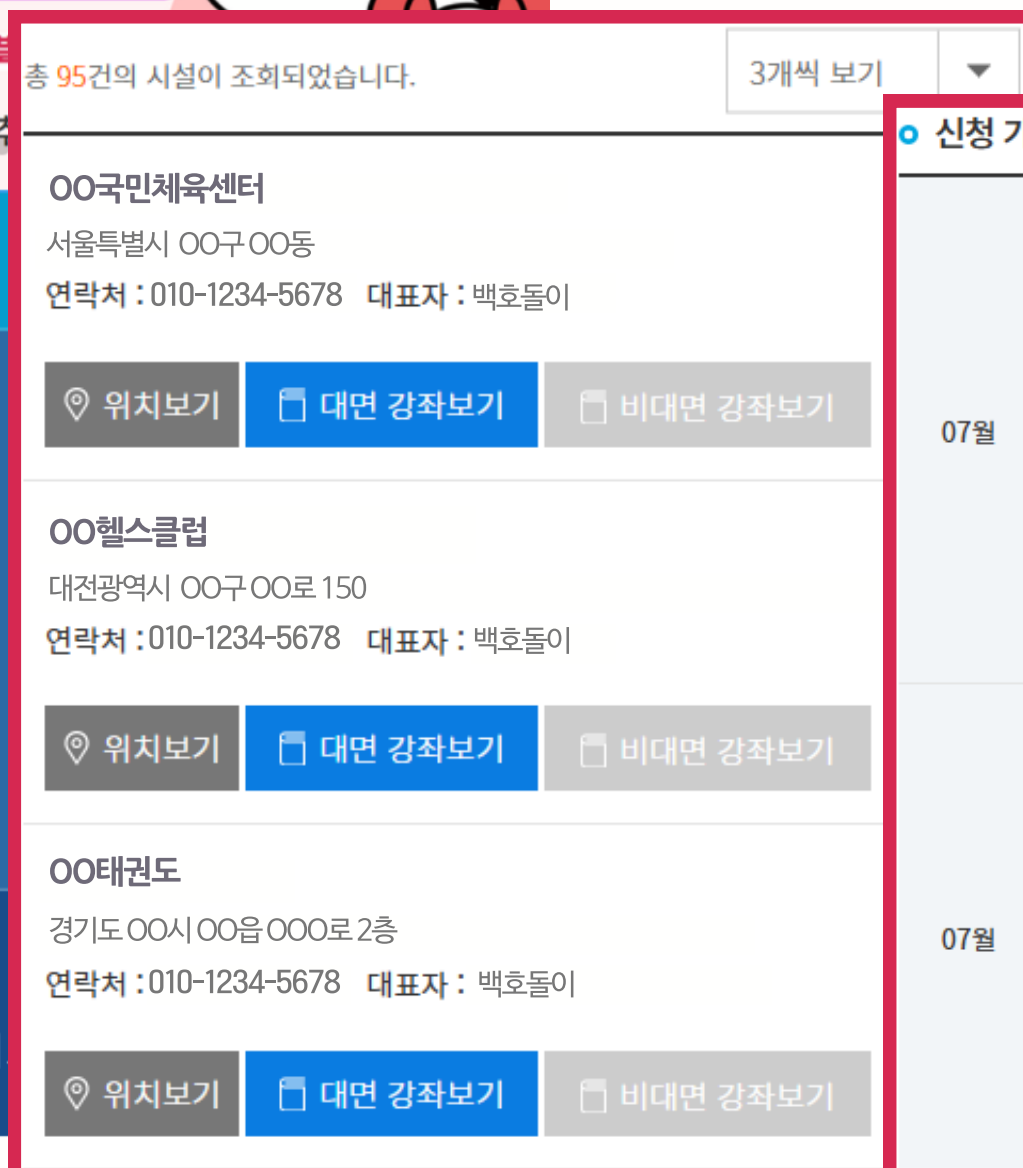 총 95건의 시설이 조회되었습니다.
3개씩 보기
신청
OO국민체육센터
서울특별시 OO구 OO동
연락처 : 010-1234-5678 대표자 : 백호돌이
위치보기 대면 강좌보기 비대면 강좌보기
07월
OO헬스클럽
대전광역시 OO구 OO로 150
연락처 : 010-1234-5678 대표자 : 백호돌이
위치보기 대면 강좌보기 비대면 강좌보기
OO태권도
경기도 OO시 OO읍 OOO로 2층
07월
연락처 : 010-1234-5678 대표자 : 백호돌이
위치보기 대면 강좌보기 비대면 강좌보기